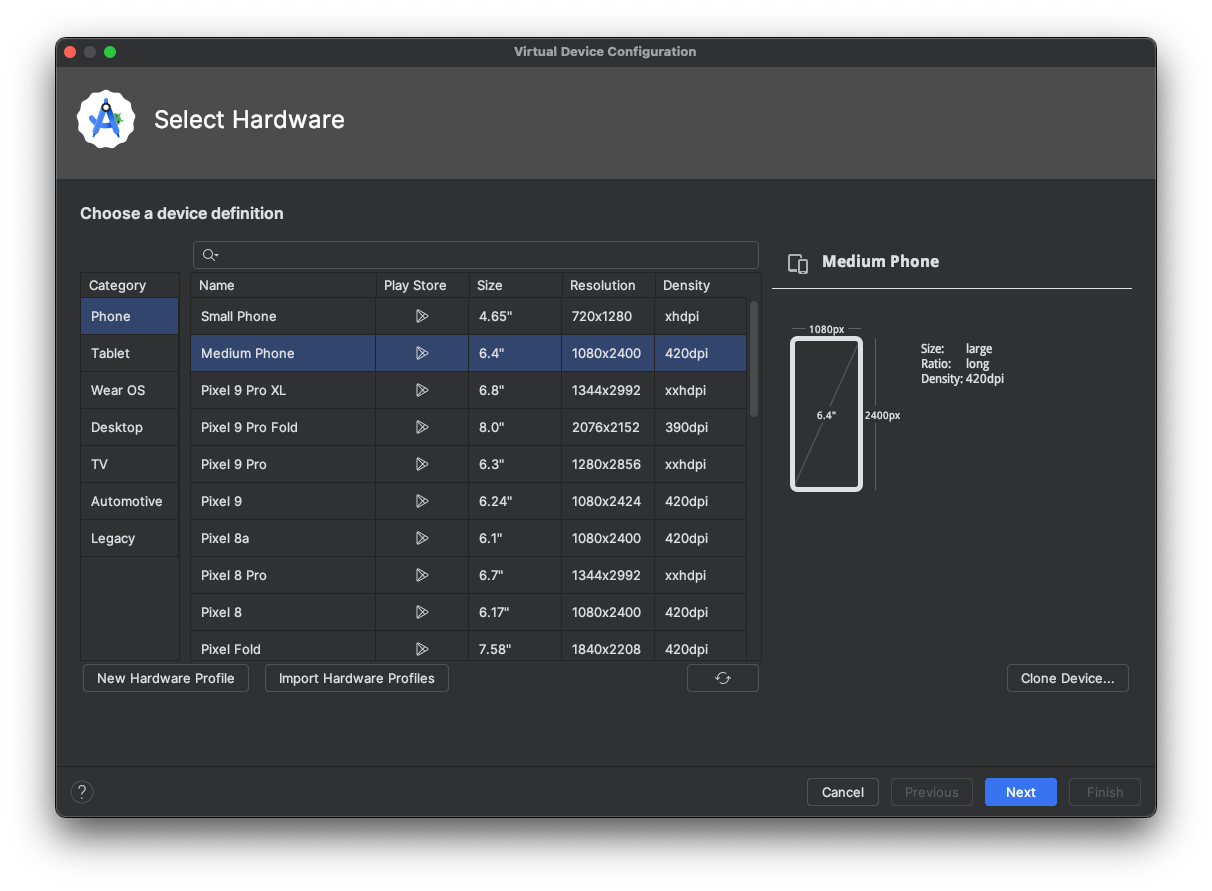 Virtual Device Configuration
Select Hardware
Choose a device definition
Category
Phone
Tablet
Wear OS
Desktop
TV
Automotive
Legacy
Name Play Store Size Resolution Density
Small Phone 4.65" 720x1280 xhdpi
Medium Phone 6.4" 1080x2400 420dpi
Pixel 9 Pro XL 6.8" 1344x2992 xxhdpi
Pixel 9 Pro Fold 8.0" 2076x2152 390dpi
Pixel 9 Pro 6.3" 1280x2856 xxhdpi
Pixel 9 6.24" 1080x2424 420dpi
Pixel 8a 6.1" 1080x2400 420dpi
Pixel 8 Pro 6.7" 1344x2992 xxhdpi
Pixel 8 6.17" 1080x2400 420dpi
Pixel Fold 7.58" 1840x2208 420dpi
Medium Phone
1080px
6.4"
2400px
Size: large
Ratio: long
Density: 420dpi
New Hardware Profile
Import Hardware Profiles
Clone Device...
?
Cancel
Previous
Next
Finish